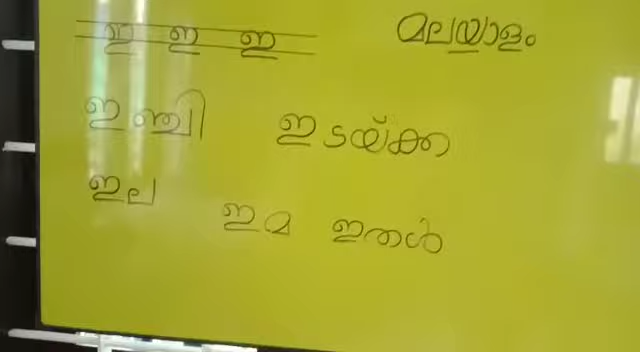 ഇ ഇ ഇ മലയാളം
ഇഞ്ചി ഇടയ്ക്ക
ഇല ഇമ ഇതൾ